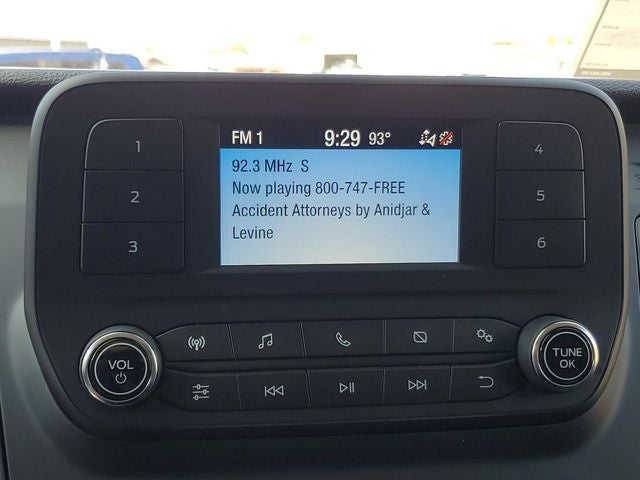 FM 1 9:29 93°
92.3 MHz S
Now playing 800-747-FREE
Accident Attorneys by Anidjar &
Levine
1
2
3
4
5
6
VOL
TUNE
OK